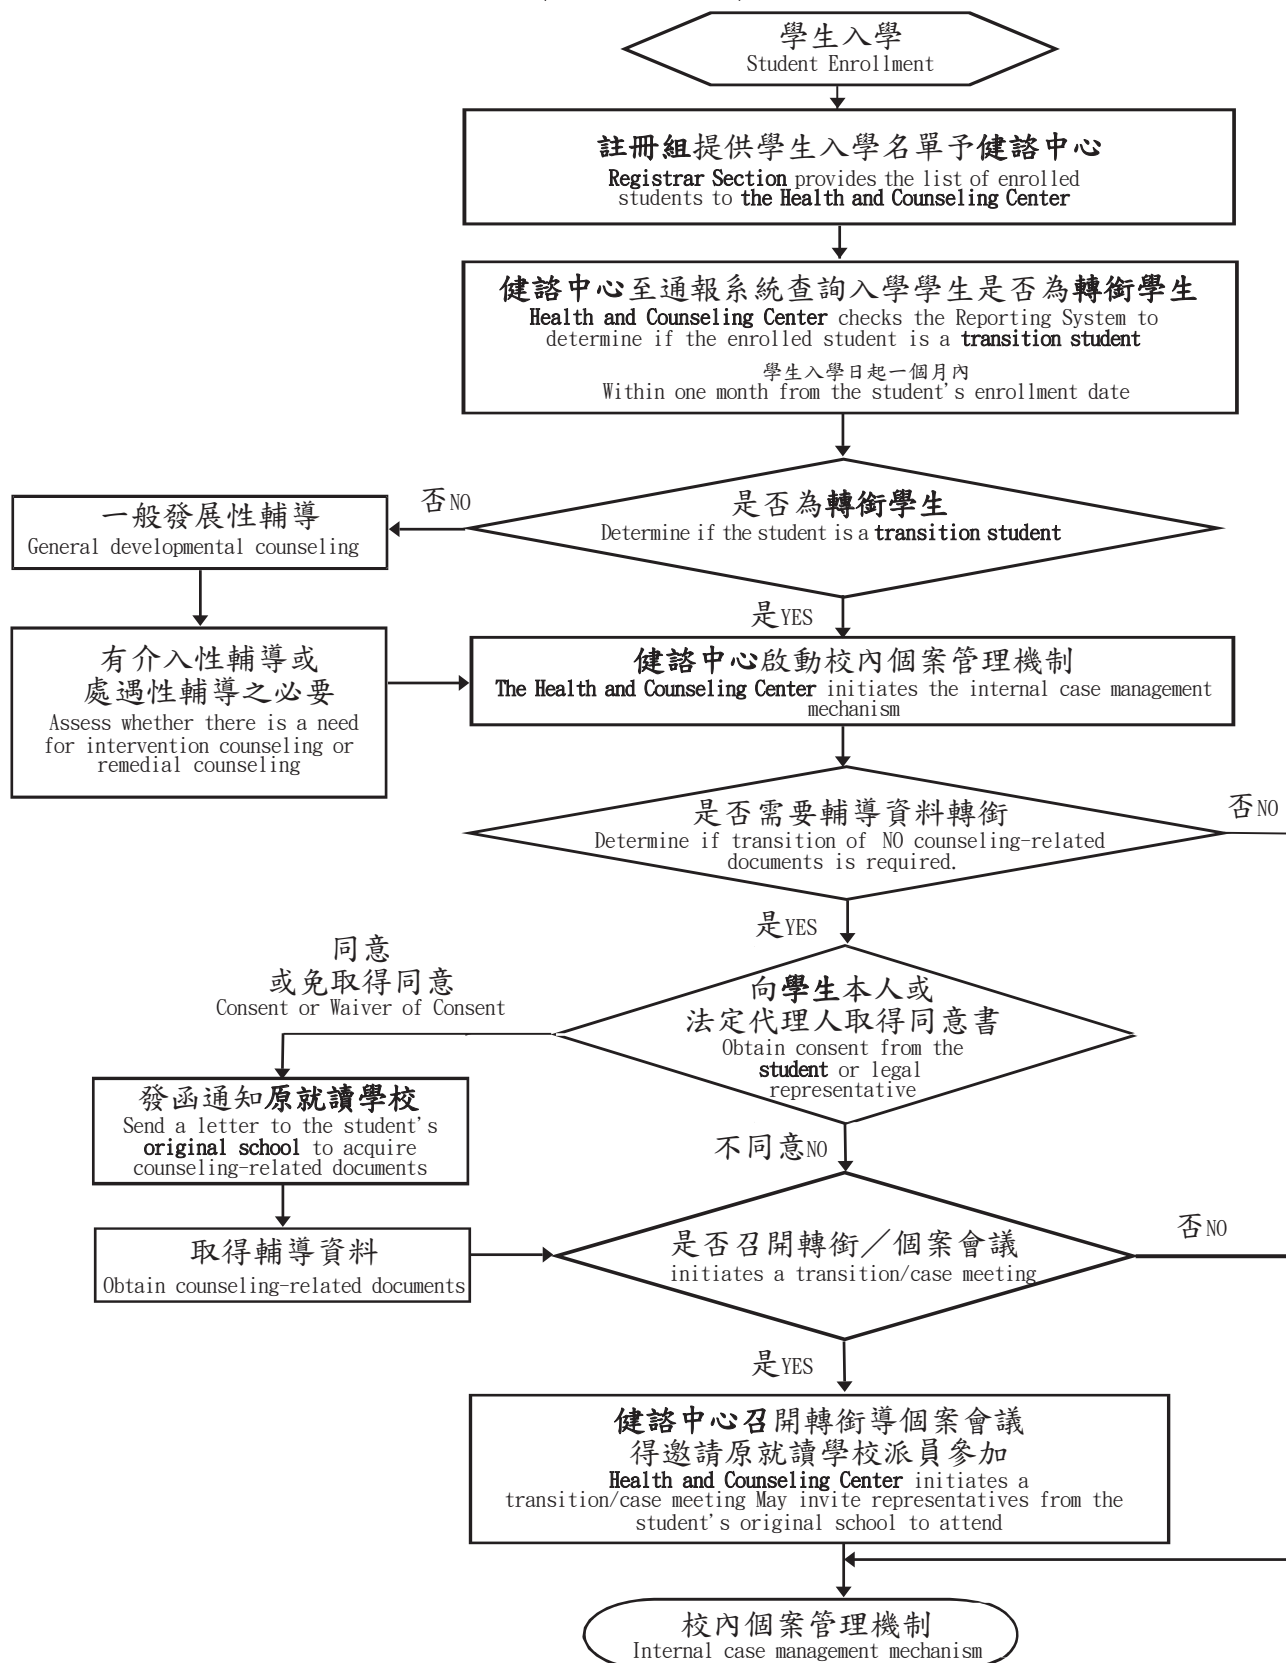 學生入學
Student Enrollment
註冊組提供學生入學名單予健諮中心
Registrar Section provides the list of enrolled
students to the Health and Counseling Center
健諮中心至通報系統查詢入學學生是否為轉銜學生
Health and Counseling Center checks the Reporting System to
determine if the enrolled student is a transition student
學生入學日起一個月內
Within one month from the student's enrollment date
否NO
是否為轉銜學生
Determine if the student is a transition student
一般發展性輔導
General developmental counseling
是YES
有介入性輔導或
處遇性輔導之必要
Assess whether there is a need
for intervention counseling or
remedial counseling
健諮中心啟動校內個案管理機制
The Health and Counseling Center initiates the internal case management
mechanism
是否需要輔導資料轉銜
Determine if transition of NO counseling-related
documents is required.
否NO
是YES
同意
或免取得同意
Consent or Waiver of Consent
向學生本人或
法定代理人取得同意書
Obtain consent from the
student or legal
representative
發函通知原就讀學校
Send a letter to the student's
original school to acquire
counseling-related documents
不同意NO
取得輔導資料
Obtain counseling-related documents
是否召開轉銜／個案會議
initiates a transition/case meeting
否NO
是YES
健諮中心召開轉銜導個案會議
得邀請原就讀學校派員參加
Health and Counseling Center initiates a
transition/case meeting May invite representatives from the
student's original school to attend
校內個案管理機制
Internal case management mechanism